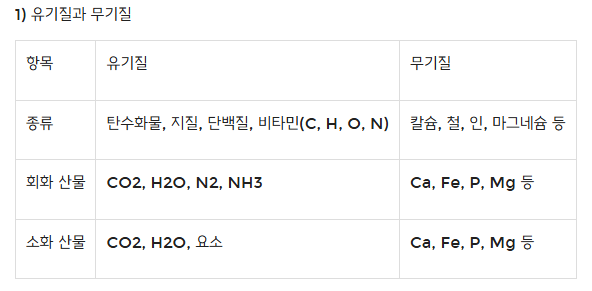 1) 유기질과 무기질
항목 유기질 무기질
종류 탄수화물, 지질, 단백질, 비타민(C, H, O, N) 칼슘, 철, 인, 마그네슘 등
회화 산물 CO2, H2O, N2, NH3 Ca, Fe, P, Mg 등
소화 산물 CO2, H2O, 요소 Ca, Fe, P, Mg 등